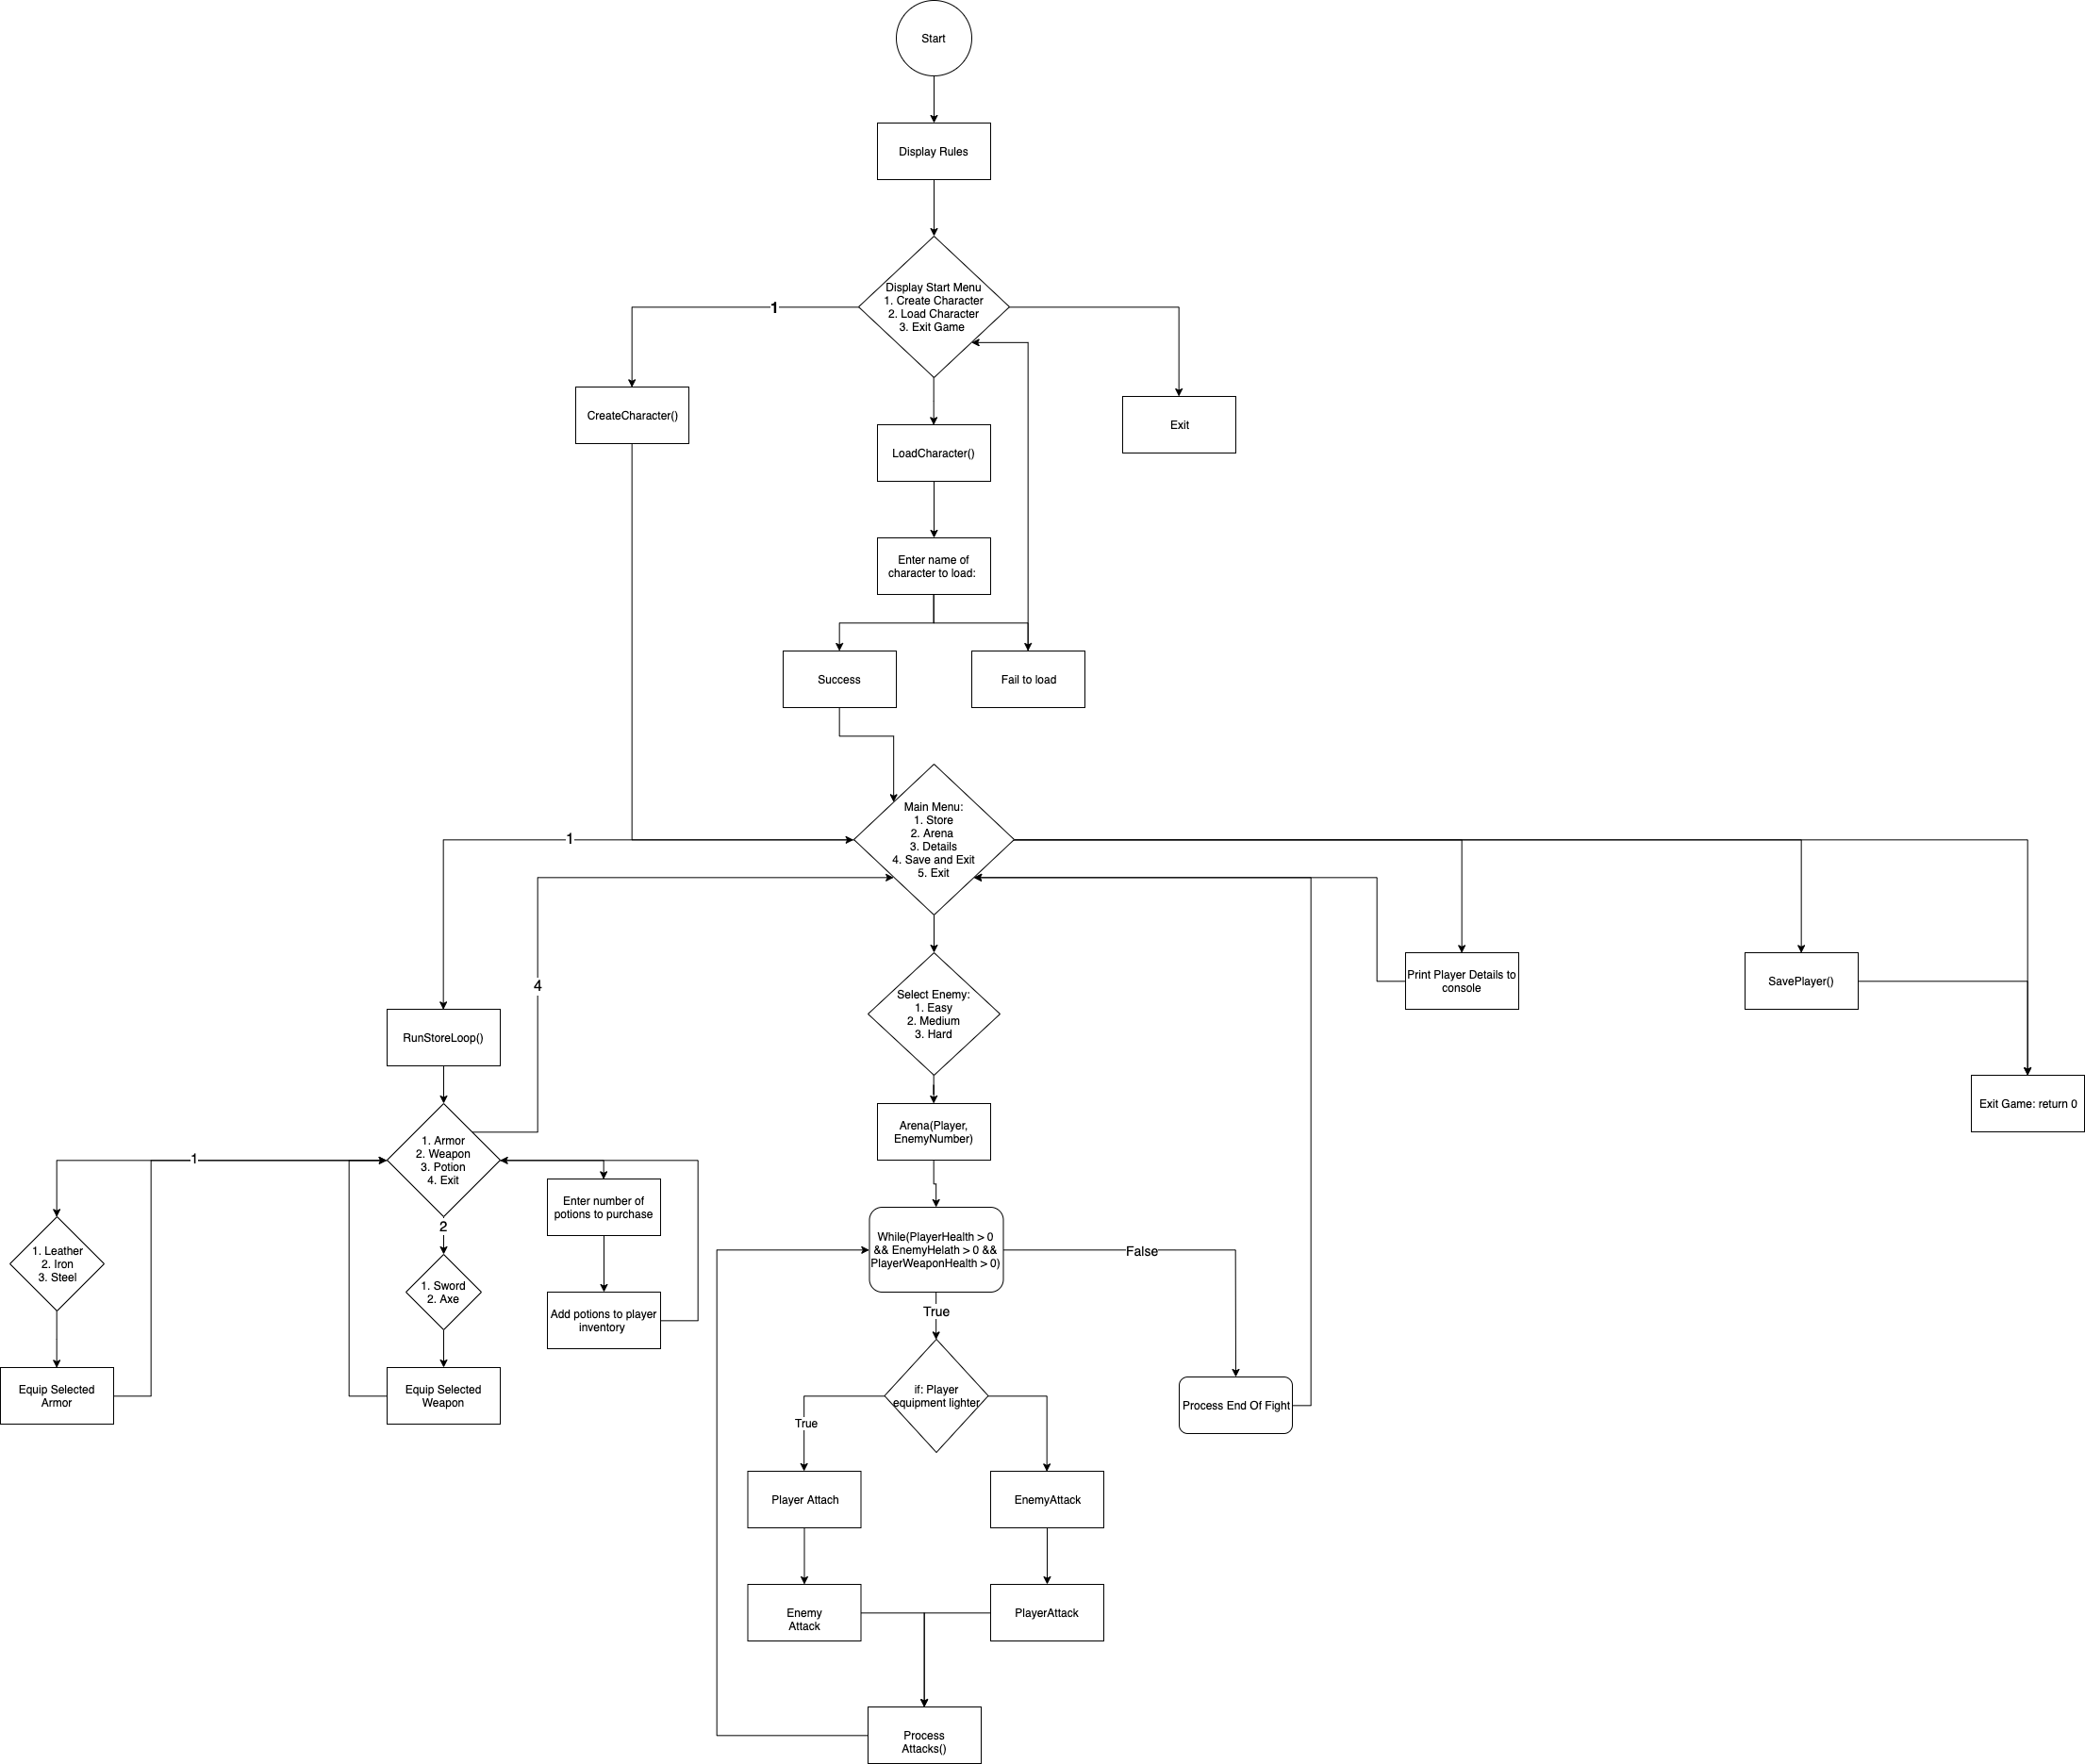 Start
Display Rules
Display Start Menu
1. Create Character
2. Load Character
3. Exit Game
1
CreateCharacter()
LoadCharacter()
Exit
Enter name of
character to load:
Success
Fail to load
Main Menu:
1. Store
2. Arena
3. Details
4. Save and Exit
5. Exit
1
4
Select Enemy:
1. Easy
2. Medium
3. Hard
Print Player Details to
console
SavePlayer()
RunStoreLoop()
Exit Game: return 0
Arena(Player,
EnemyNumber)
1. Armor
2. Weapon
3. Potion
4. Exit
1
2
Enter number of
potions to purchase
1. Leather
2. Iron
3. Steel
1. Sword
2. Axe
Add potions to player
inventory
While(PlayerHealth > 0
&& EnemyHelath > 0 &&
PlayerWeaponHealth > 0)
False
True
Equip Selected
Armor
Equip Selected
Weapon
if: Player
equipment lighter
Process End Of Fight
True
Player Attach
EnemyAttack
Enemy
Attack
PlayerAttack
Process
Attacks()